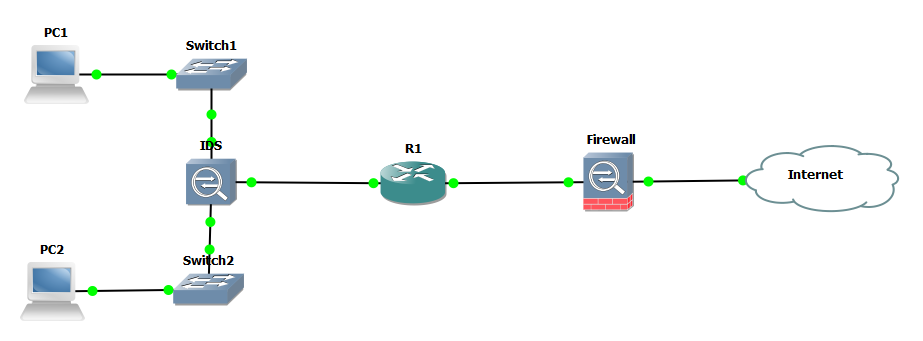 PC1
Switch1
IDS
R1
Firewall
Internet
PC2
Switch2